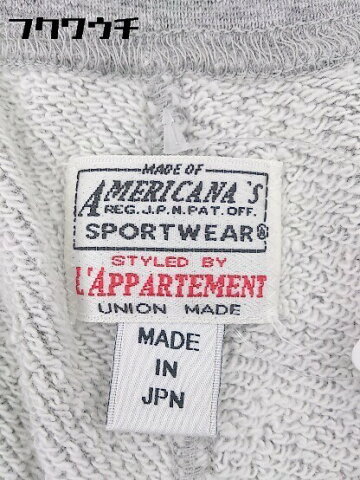 フクワウチ
MADE OF
AMERICANA'S
REG. J.P.N. PAT. OFF.
SPORTWEAR®
STYLED BY
L'APPARTEMENT
UNION MADE
MADE
IN
JPN